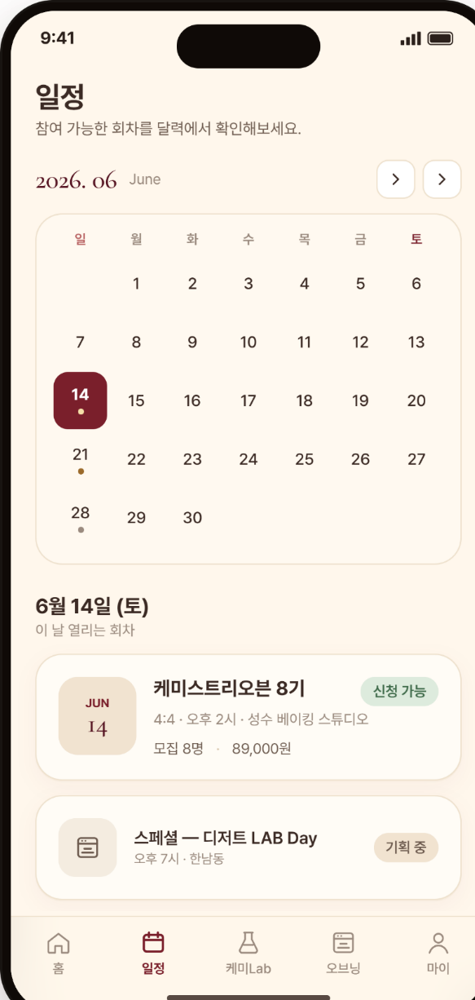 9:41
일정
참여 가능한 회차를 달력에서 확인해보세요.
2026. 06 June
일 월 화 수 목 금 토
1 2 3 4 5 6
7 8 9 10 11 12 13
14 15 16 17 18 19 20
21 22 23 24 25 26 27
28 29 30
6월 14일 (토)
이 날 열리는 회차
JUN
14
케미스트리오븐 8기
신청 가능
4:4 · 오후 2시 · 성수 베이킹 스튜디오
모집 8명 · 89,000원
스페셜 — 디저트 LAB Day
오후 7시 · 한남동
기획 중
홈 일정 케미Lab 오브닝 마이